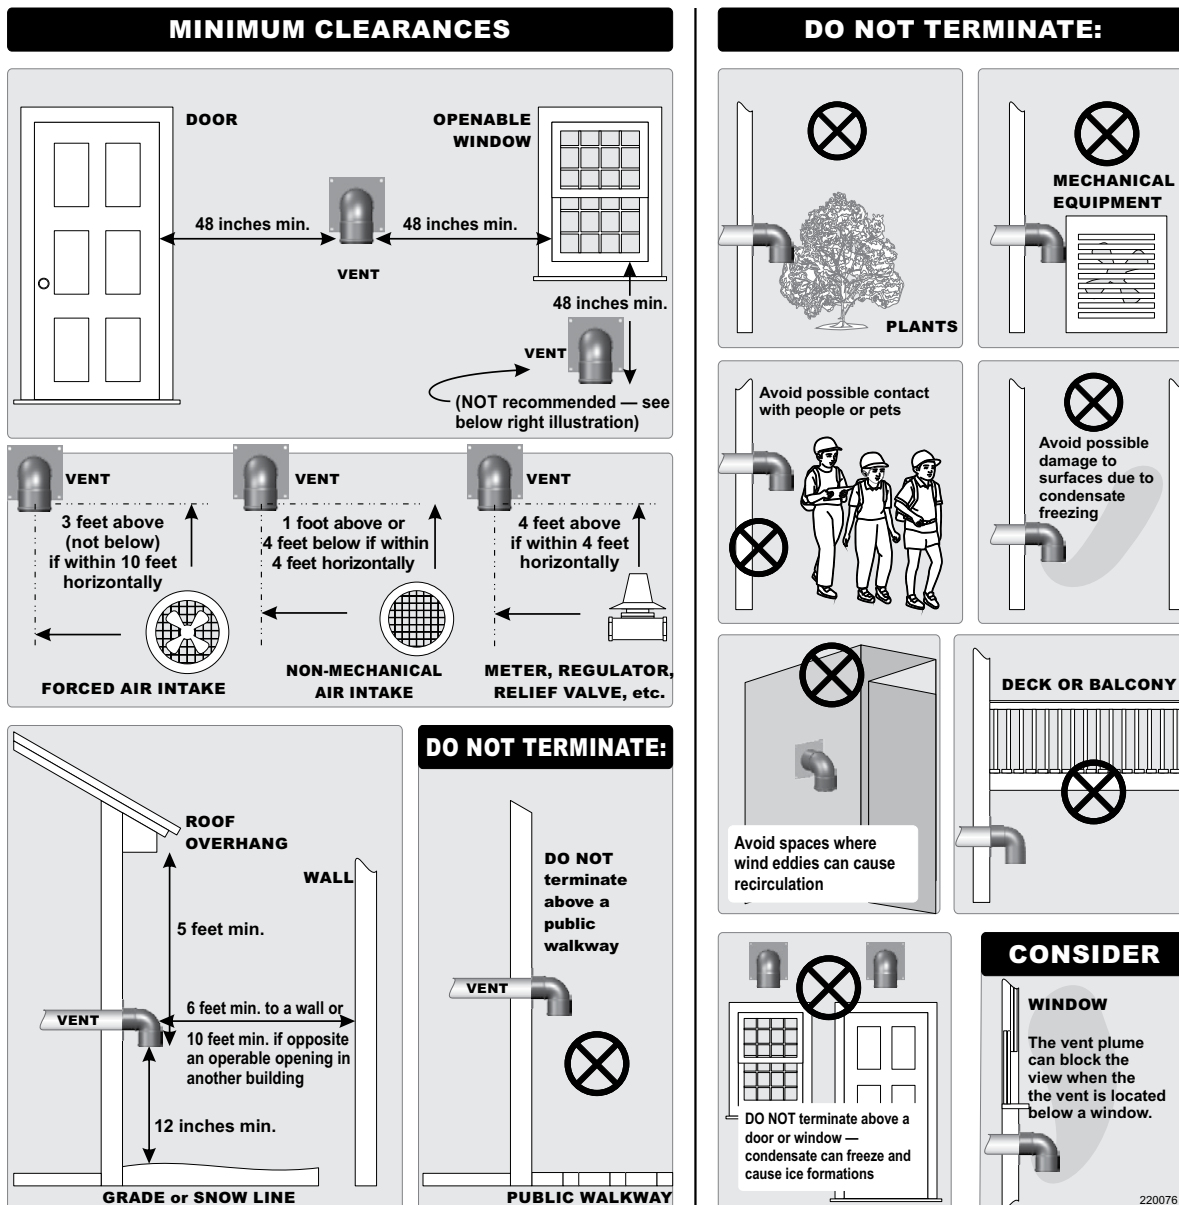 MINIMUM CLEARANCES
DOOR
OPENABLE
WINDOW
48 inches min.
48 inches min.
VENT
48 inches min.
VENT
(NOT recommended — see
below right illustration)
VENT
3 feet above
(not below)
if within 10 feet
horizontally
FORCED AIR INTAKE
VENT
1 foot above or
4 feet below if within
4 feet horizontally
NON-MECHANICAL
AIR INTAKE
VENT
4 feet above
if within 4 feet
horizontally
METER, REGULATOR,
RELIEF VALVE, etc.
ROOF
OVERHANG
WALL
5 feet min.
VENT
6 feet min. to a wall or
10 feet min. if opposite
an operable opening in
another building
12 inches min.
GRADE or SNOW LINE
DO NOT TERMINATE:
DO NOT
terminate
above a
public
walkway
VENT
PUBLIC WALKWAY
DO NOT TERMINATE:
PLANTS
MECHANICAL
EQUIPMENT
Avoid possible contact
with people or pets
Avoid possible
damage to
surfaces due to
condensate
freezing
Avoid spaces where
wind eddies can cause
recirculation
DECK OR BALCONY
DO NOT terminate above a
door or window —
condensate can freeze and
cause ice formations
CONSIDER
WINDOW
The vent plume
can block the
view when the
the vent is located
below a window.
220076